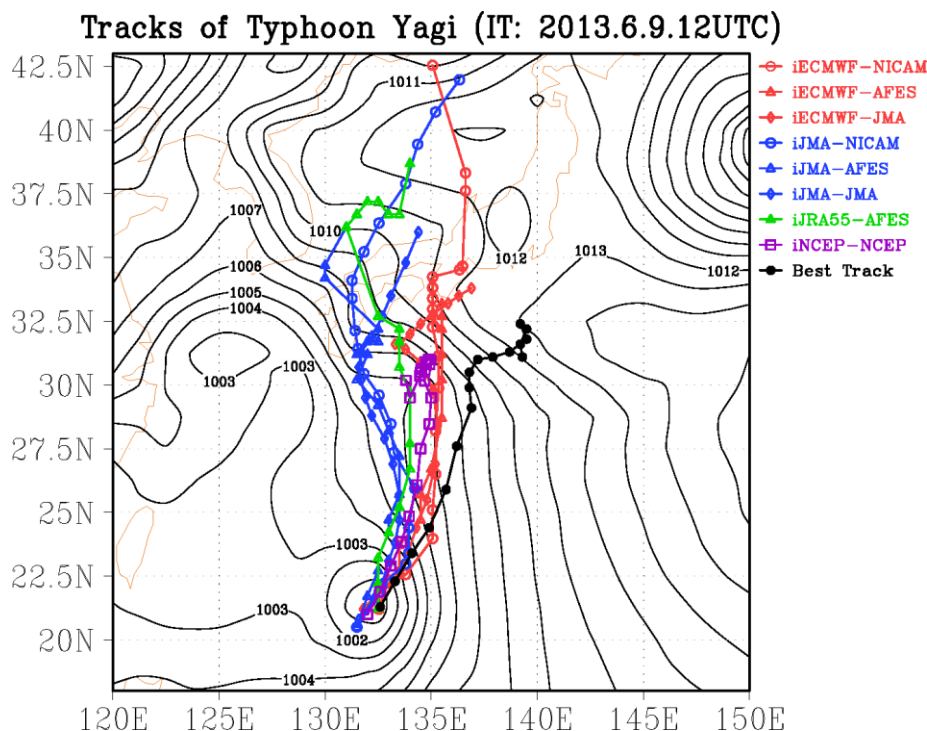 Tracks of Typhoon Yagi (IT: 2013.6.9.12UTC)
42.5N
40N
37.5N
35N
32.5N
30N
27.5N
25N
22.5N
20N
120E
125E
130E
135E
140E
145E
150E
1011
1007
1010
1013
1012
1012
1006
1005
1004
1003
1003
1003
1003
1002
1004
iECMWF-NICAM
iECMWF-AFES
iECMWF-JMA
iJMA-NICAM
iJMA-AFES
iJMA-JMA
iJRA55-AFES
iNCEP-NCEP
Best Track